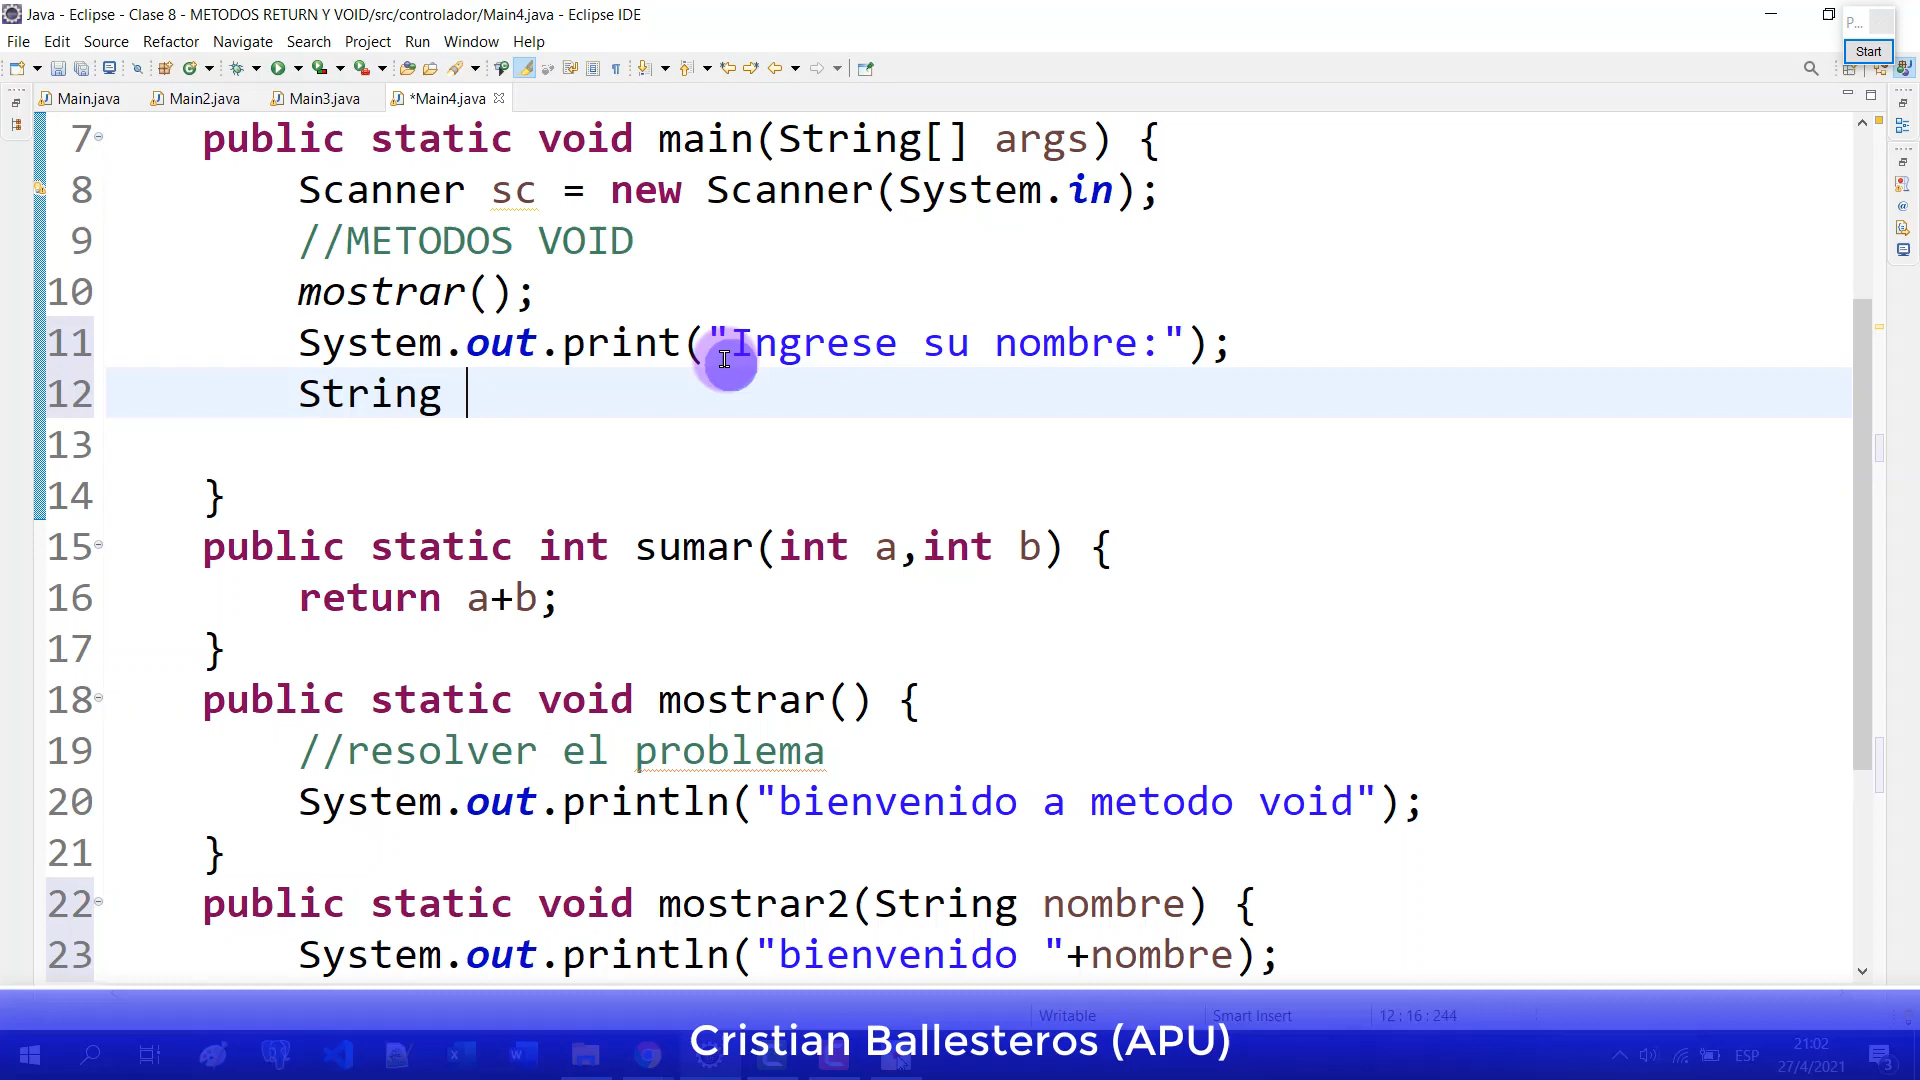 Java - Eclipse - Clase 8 - METODOS RETURN Y VOID/src/controlador/Main4.java - Eclipse IDE
P...
Start
File Edit Source Refactor Navigate Search Project Run Window Help
Main.java Main2.java Main3.java *Main4.java
7 public static void main(String[] args) {
8 Scanner sc = new Scanner(System.in);
9 //METODOS VOID
10 mostrar();
11 System.out.print("Ingrese su nombre:");
12 String
13
14 }
15 public static int sumar(int a,int b) {
16 return a+b;
17 }
18 public static void mostrar() {
19 //resolver el problema
20 System.out.println("bienvenido a metodo void");
21 }
22 public static void mostrar2(String nombre) {
23 System.out.println("bienvenido "+nombre);
Writable Smart Insert 12 : 16 : 244
Cristian Ballesteros (APU)
ESP
21:02
27/4/2021
3